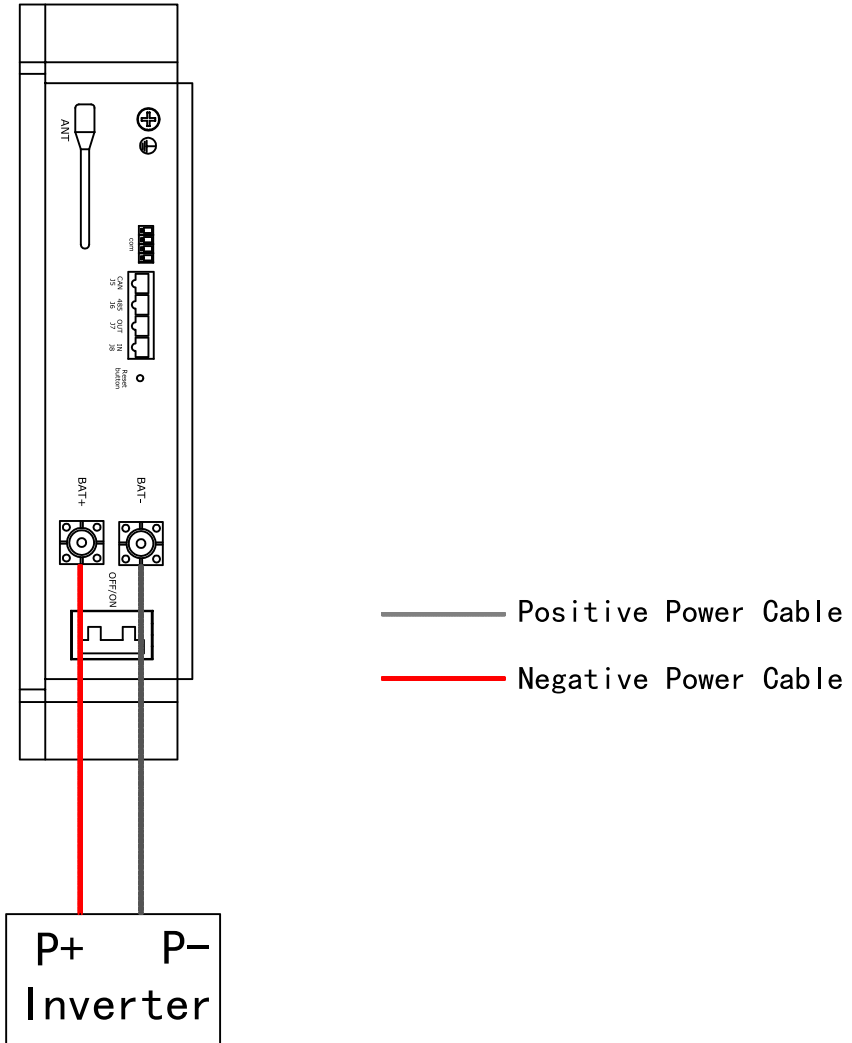 ANT
com
CAN
J5
485
J6
OUT
J7
IN
J8
Reset
button
BAT+
BAT-
OFF/ON
Positive Power Cable
Negative Power Cable
P+ P-
Inverter